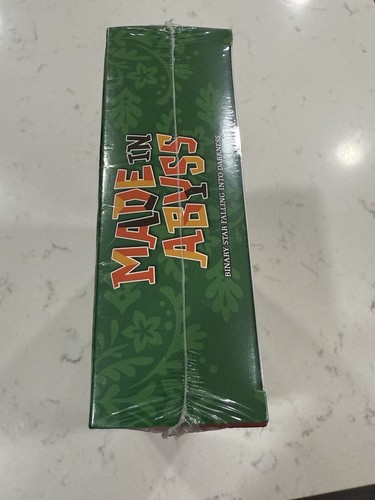 MADE IN
ABYSS
BINARY STAR FALLING INTO DARKNESS